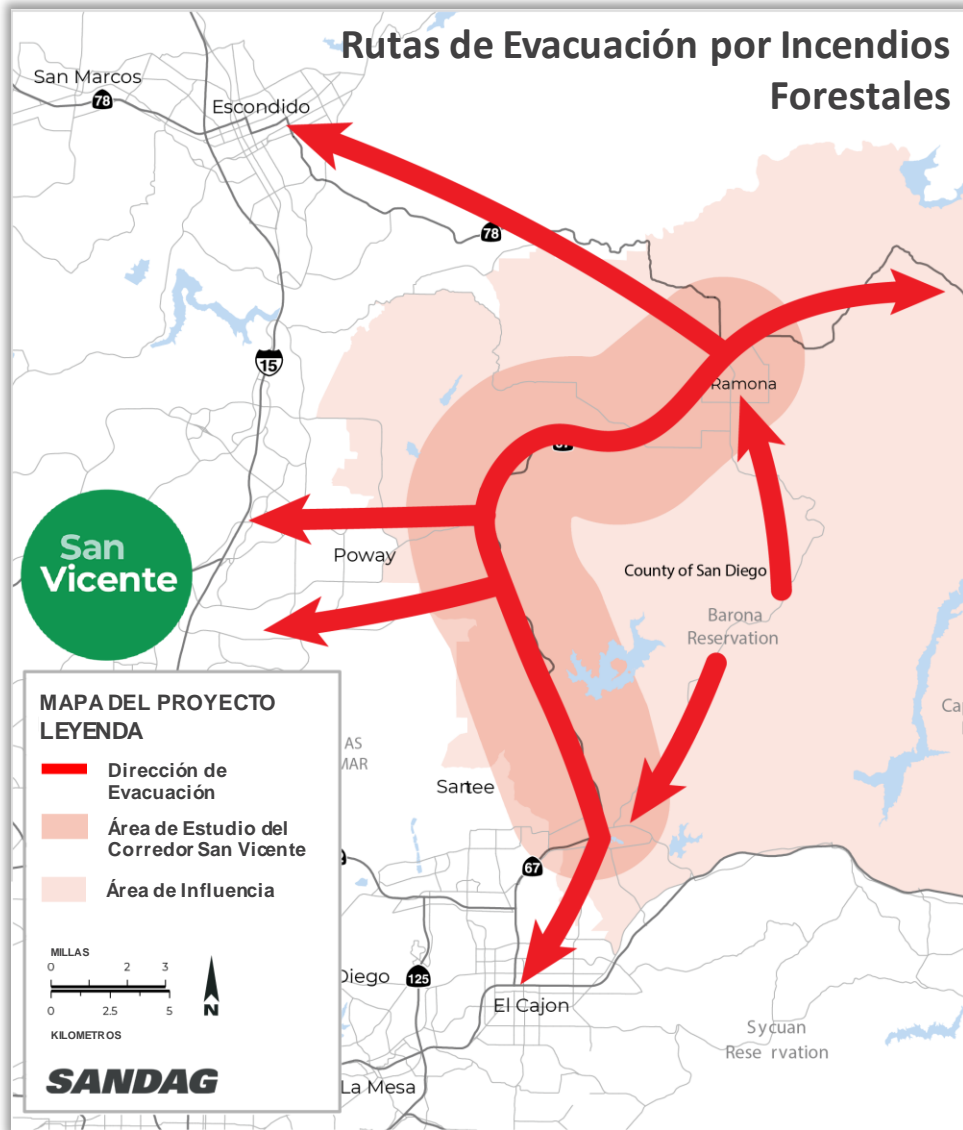 Rutas de Evacuación por Incendios
Forestales
San Marcos
78
Escondido
78
15
Ramona
San
Vicente
Poway
County of San Diego
Barona
Reservation
MAPA DEL PROYECTO
LEYENDA
Dirección de
Evacuación
Área de Estudio del
Corredor San Vicente
Área de Influencia
MILLAS
0 2 3
0 2.5 5
KILOMETROS
N
SANDAG
Santee
67
Diego
125
El Cajon
La Mesa
Sycuan
Rese rvation